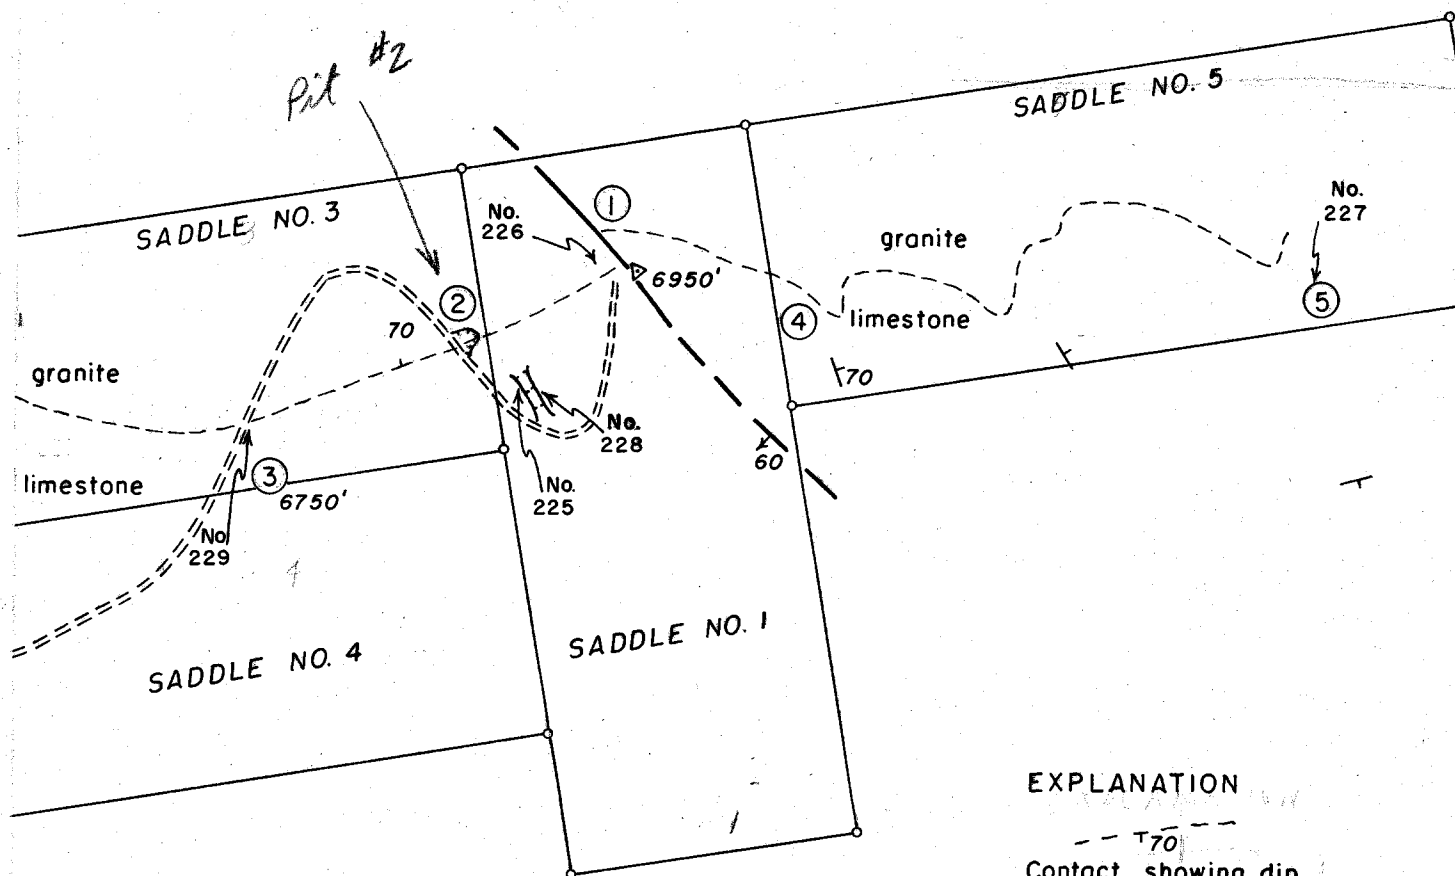 Pit #2
SADDLE NO. 5
SADDLE NO. 3
No.
226
1
No.
227
granite
2
6950'
5
4
limestone
70
70
granite
No.
228
60
limestone
3
6750'
No.
225
No
229
4
SADDLE NO. 1
SADDLE NO. 4
EXPLANATION
70
Contact, showing dip